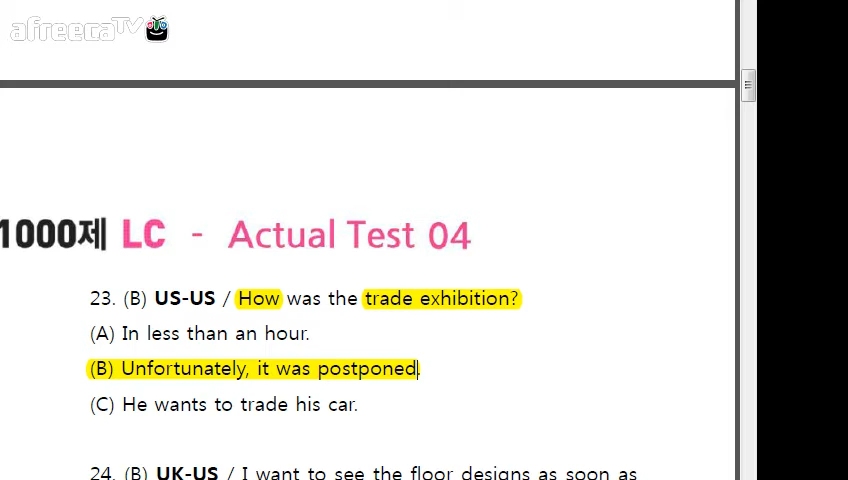 afreecaTV
1000제 LC - Actual Test 04
23. (B) US-US / How was the trade exhibition?
(A) In less than an hour.
(B) Unfortunately, it was postponed.
(C) He wants to trade his car.
24. (B) UK-US / I want to see the floor designs as soon as